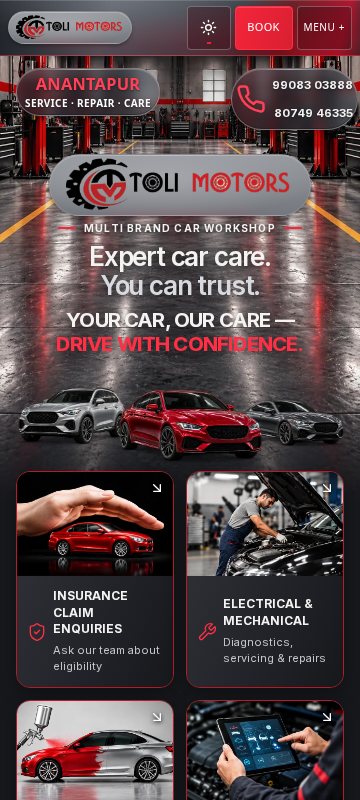 TOLI MOTORS
BOOK
MENU +
ANANTAPUR
SERVICE · REPAIR · CARE
99083 03888
80749 46335
TOLI MOTORS
MULTI BRAND CAR WORKSHOP
Expert car care.
You can trust.
YOUR CAR, OUR CARE —
DRIVE WITH CONFIDENCE.
INSURANCE
CLAIM
ENQUIRIES
Ask our team about
eligibility
ELECTRICAL &
MECHANICAL
Diagnostics,
servicing & repairs